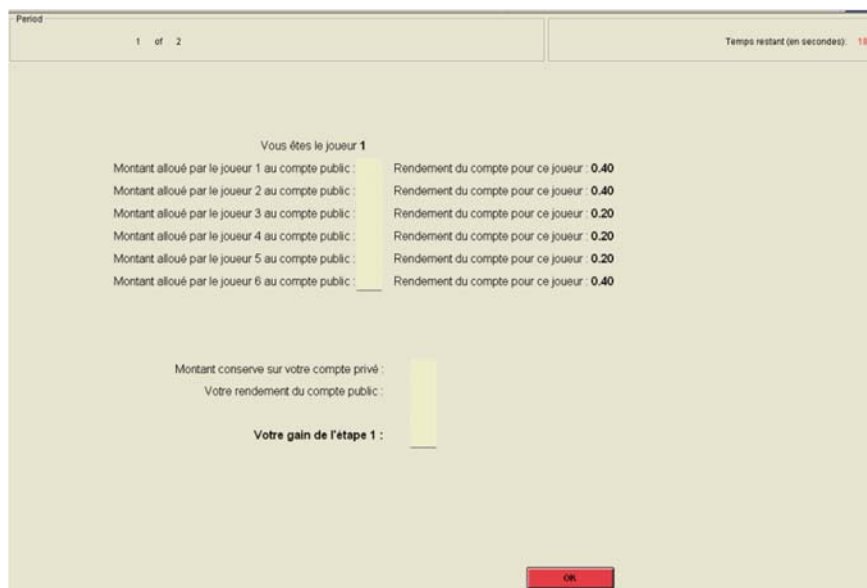 Period
1 of 2
Temps restant (en secondes): 18
Vous êtes le joueur 1
Montant alloué par le joueur 1 au compte public : Rendement du compte pour ce joueur : 0.40
Montant alloué par le joueur 2 au compte public : Rendement du compte pour ce joueur : 0.40
Montant alloué par le joueur 3 au compte public : Rendement du compte pour ce joueur : 0.20
Montant alloué par le joueur 4 au compte public : Rendement du compte pour ce joueur : 0.20
Montant alloué par le joueur 5 au compte public : Rendement du compte pour ce joueur : 0.20
Montant alloué par le joueur 6 au compte public : Rendement du compte pour ce joueur : 0.40
Montant conserve sur votre compte privé :
Votre rendement du compte public :
Votre gain de l'étape 1 :
OK